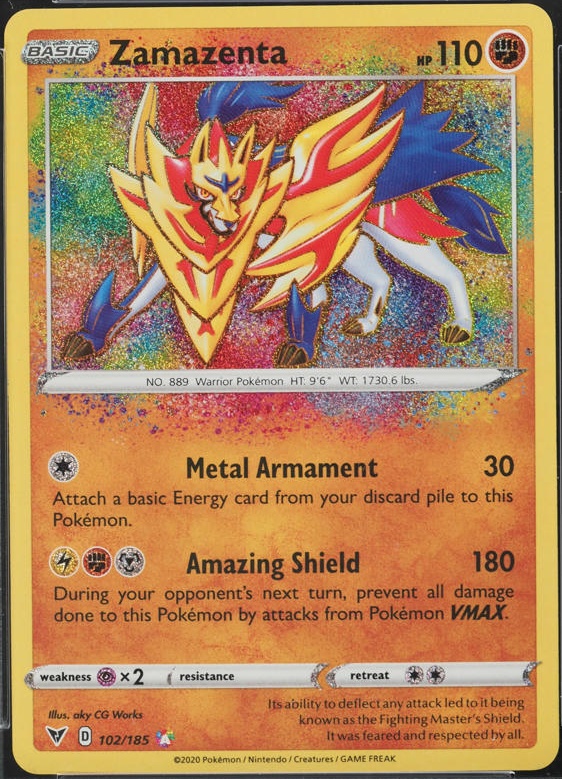 BASIC Zamazenta HP 110
NO. 889 Warrior Pokémon HT: 9'6" WT: 1730.6 lbs.
Metal Armament 30
Attach a basic Energy card from your discard pile to this
Pokémon.
Amazing Shield 180
During your opponent's next turn, prevent all damage
done to this Pokémon by attacks from Pokémon VMAX.
weakness ×2 resistance retreat
Illus. aky CG Works
Its ability to deflect any attack led to it being
known as the Fighting Master's Shield.
It was feared and respected by all.
D 102/185
©2020 Pokémon / Nintendo / Creatures / GAME FREAK